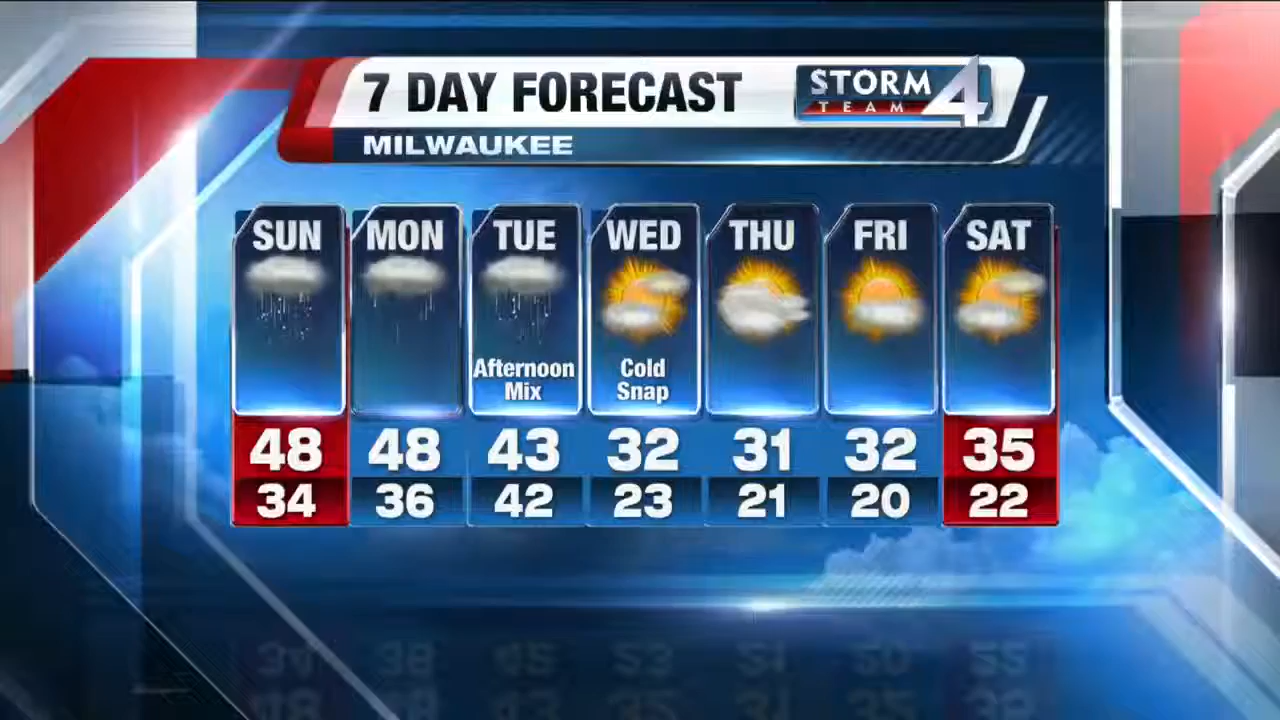 7 DAY FORECAST
STORM 4
TEAM
MILWAUKEE
SUN MON TUE WED THU FRI SAT
Afternoon Cold
Mix Snap
48 48 43 32 31 32 35
34 36 42 23 21 20 22